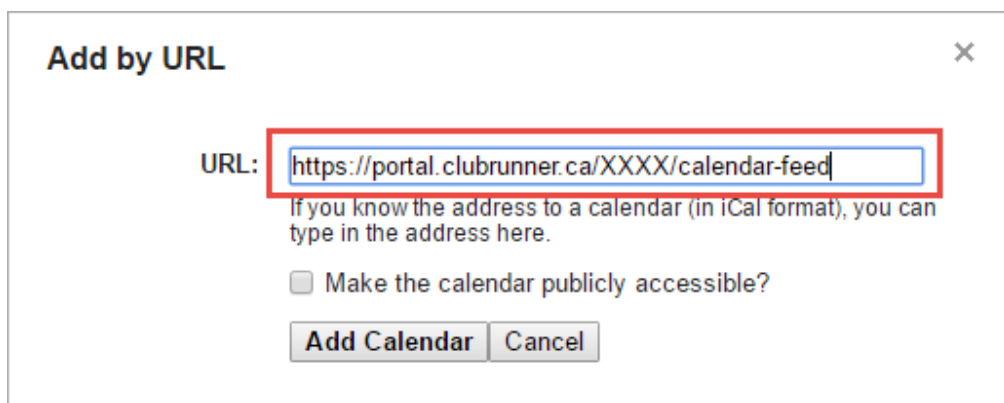 Add by URL
URL: https://portal.clubrunner.ca/XXXX/calendar-feed
If you know the address to a calendar (in iCal format), you can
type in the address here.
Make the calendar publicly accessible?
Add Calendar Cancel